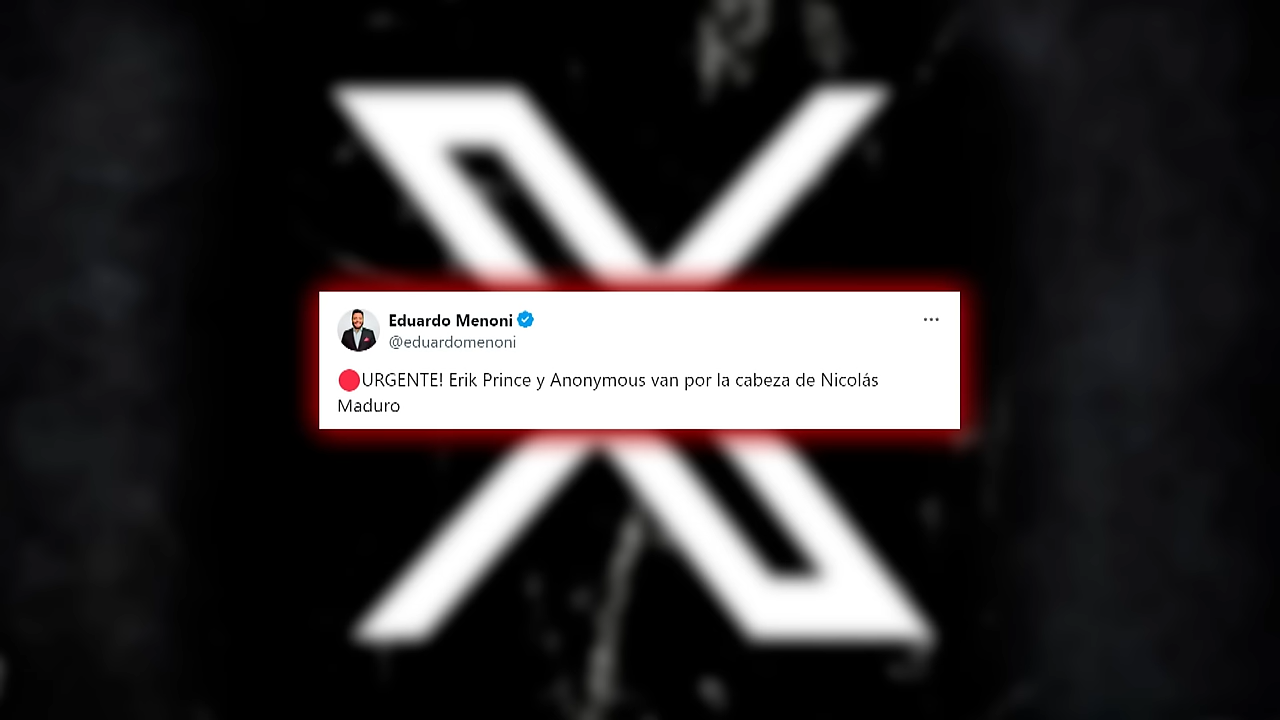 Eduardo Menoni
@eduardomenoni
🔴URGENTE! Erik Prince y Anonymous van por la cabeza de Nicolás
Maduro